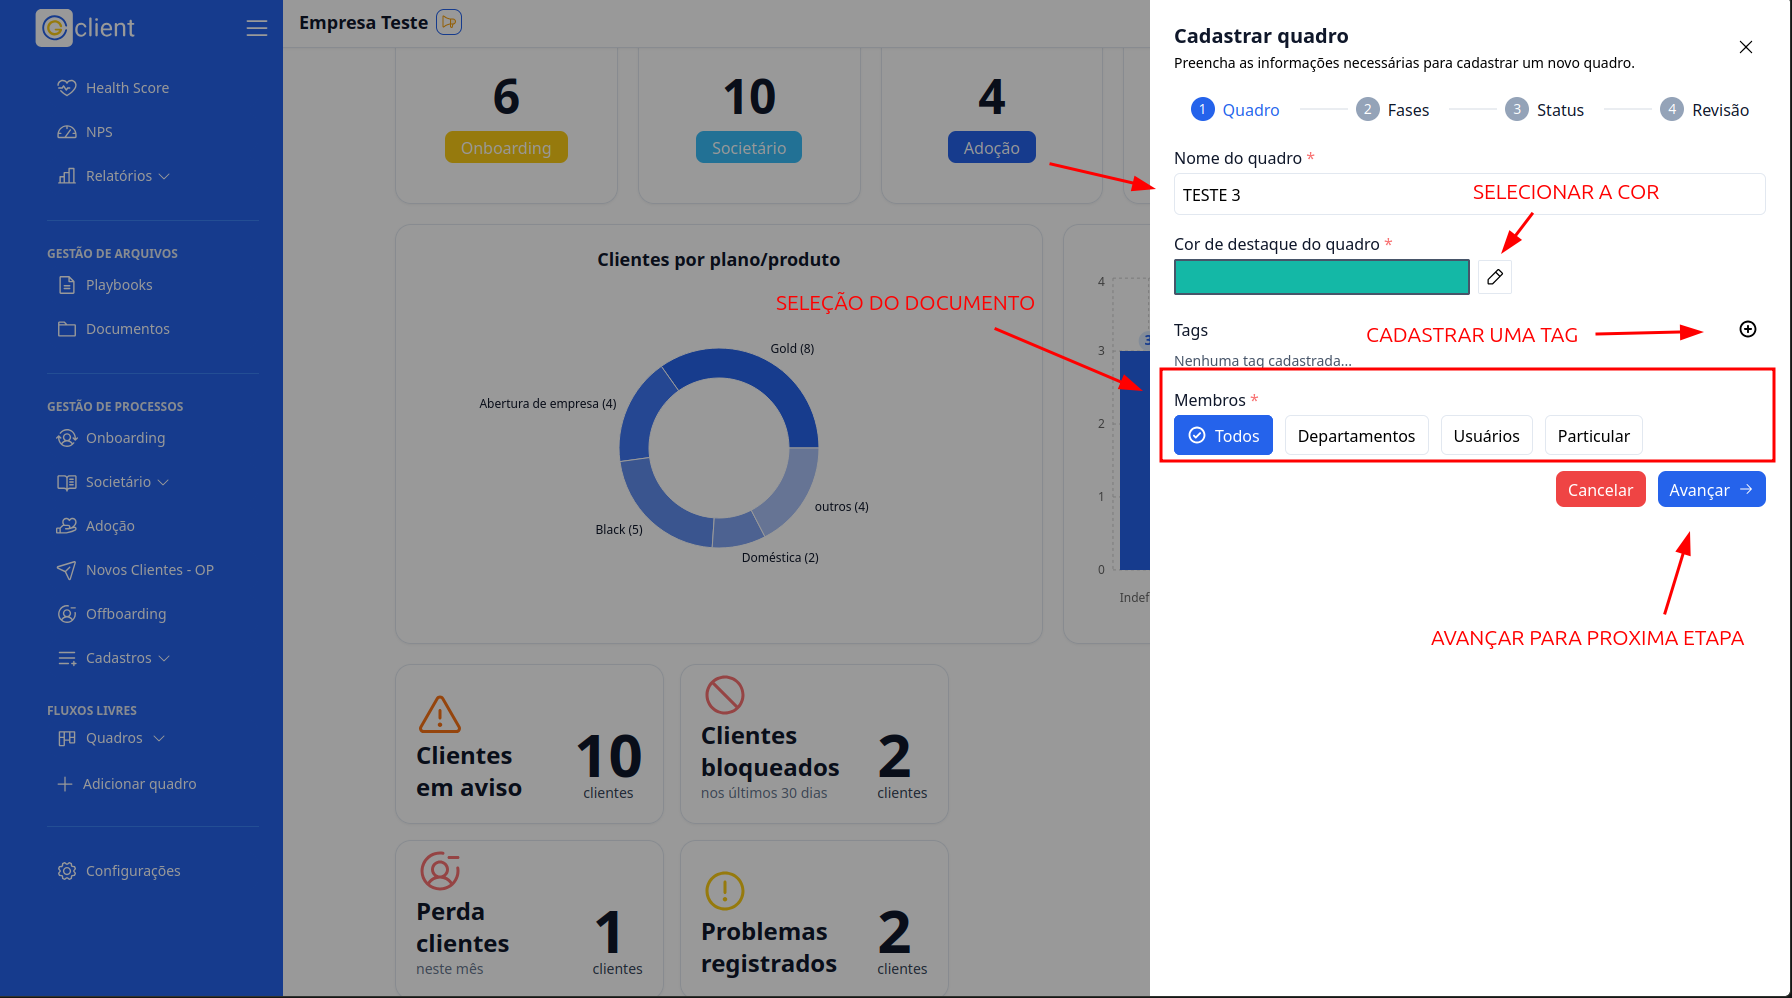 client
Health Score
NPS
Relatórios
GESTÃO DE ARQUIVOS
Playbooks
Documentos
GESTÃO DE PROCESSOS
Onboarding
Societário
Adoção
Novos Clientes - OP
Offboarding
Cadastros
FLUXOS LIVRES
Quadros
Adicionar quadro
Configurações
Empresa Teste
6
Onboarding
10
Societário
4
Adoção
Clientes por plano/produto
SELEÇÃO DO DOCUMENTO
Gold (8)
Abertura de empresa (4)
outros (4)
Black (5)
Doméstica (2)
4
3
3
2
1
0
Indef
Clientes
em aviso
10
clientes
Clientes
bloqueados
nos últimos 30 dias
2
clientes
Perda
clientes
neste mês
1
clientes
Problemas
registrados
2
clientes
Cadastrar quadro
Preencha as informações necessárias para cadastrar um novo quadro.
1 Quadro 2 Fases 3 Status 4 Revisão
Nome do quadro *
TESTE 3
SELECIONAR A COR
Cor de destaque do quadro *
Tags
CADASTRAR UMA TAG
Nenhuma tag cadastrada...
Membros *
Todos Departamentos Usuários Particular
Cancelar Avançar
AVANÇAR PARA PROXIMA ETAPA